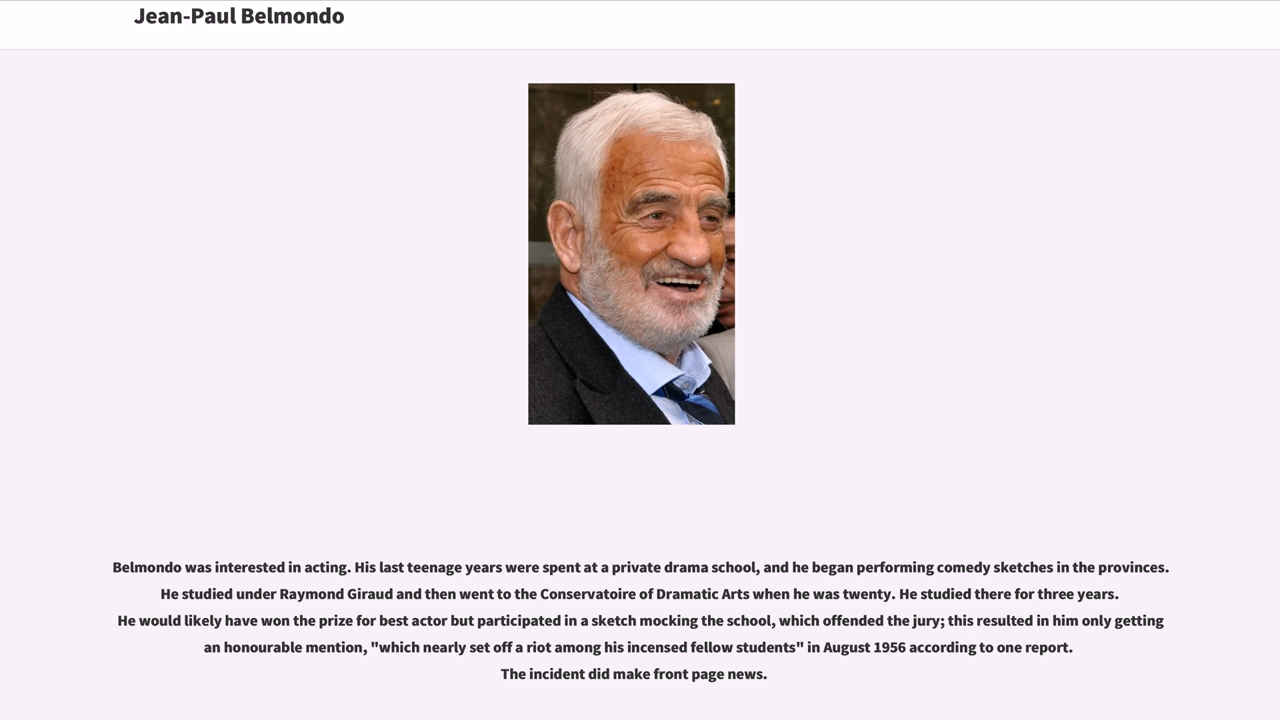 Jean-Paul Belmondo
Belmondo was interested in acting. His last teenage years were spent at a private drama school, and he began performing comedy sketches in the provinces.
He studied under Raymond Giraud and then went to the Conservatoire of Dramatic Arts when he was twenty. He studied there for three years.
He would likely have won the prize for best actor but participated in a sketch mocking the school, which offended the jury; this resulted in him only getting
an honourable mention, "which nearly set off a riot among his incensed fellow students" in August 1956 according to one report.
The incident did make front page news.